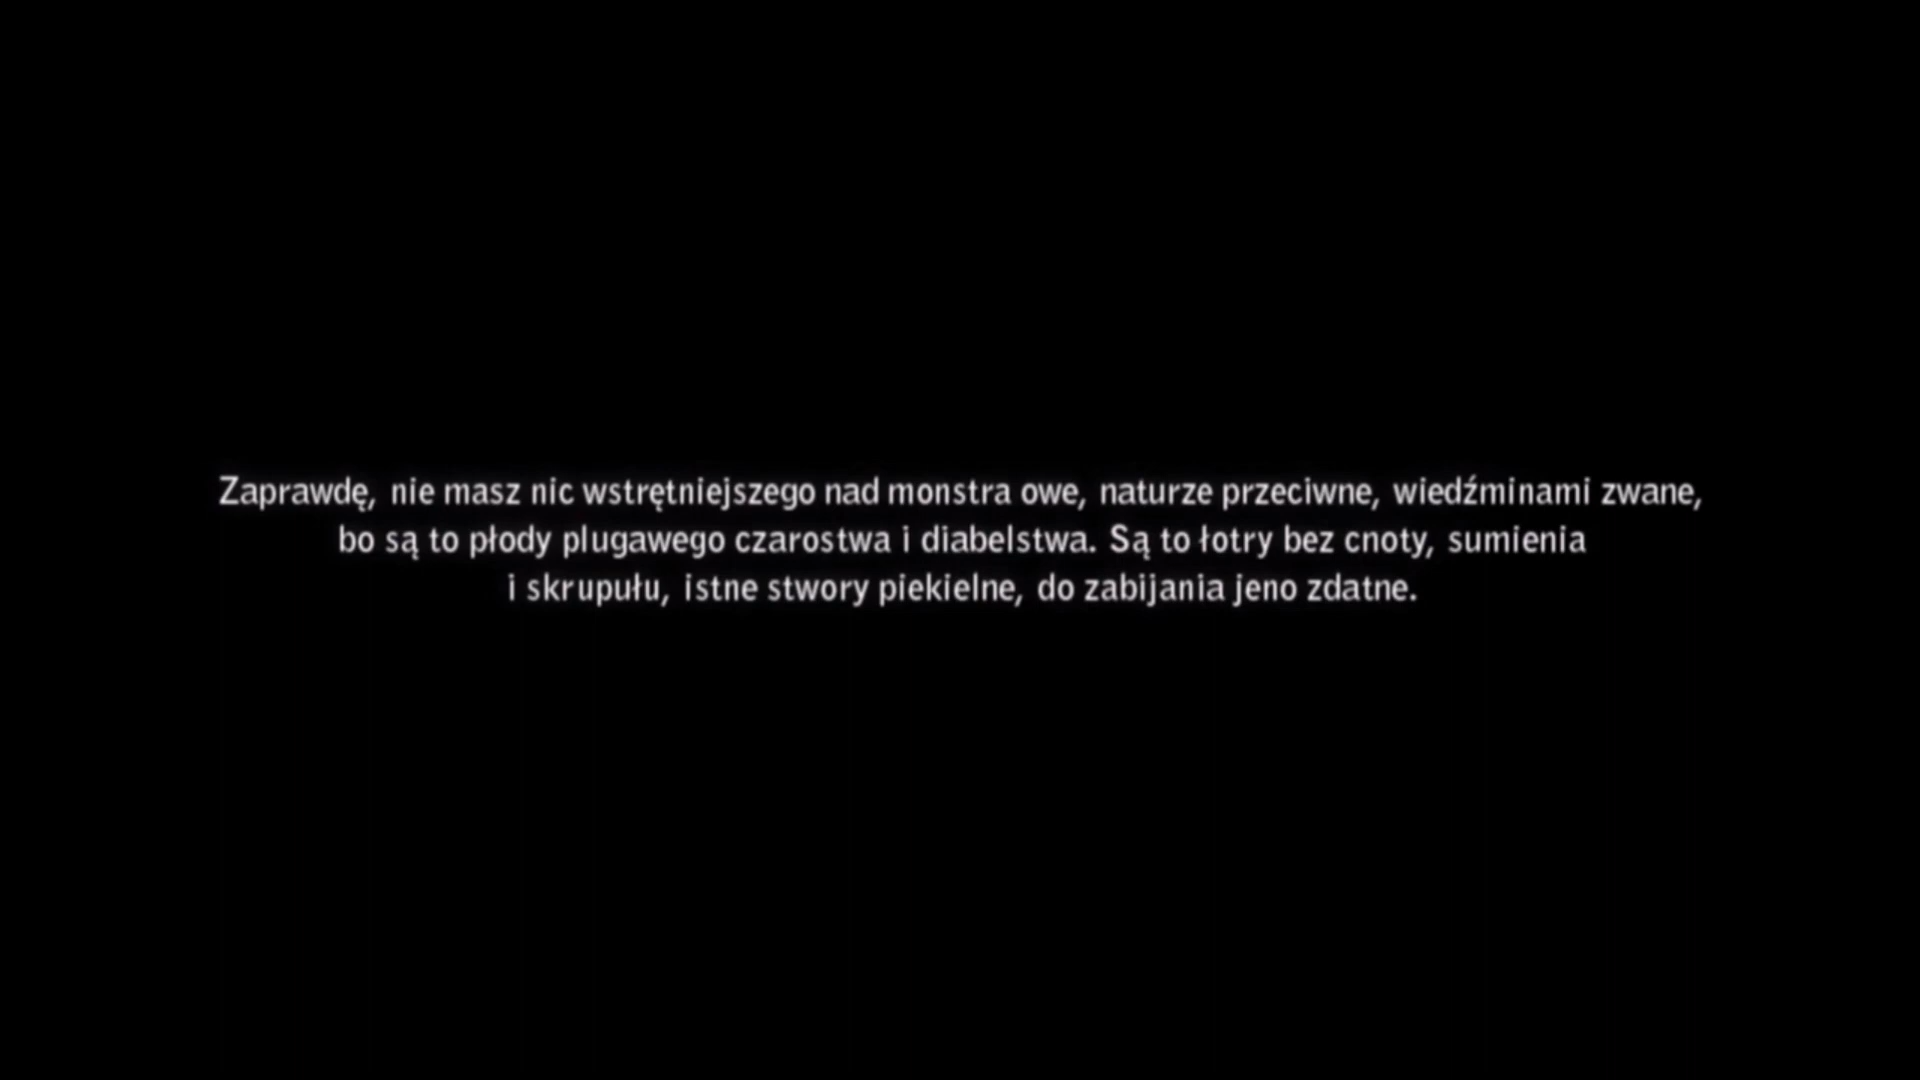 Zaprawdę, nie masz nic wstrętniejszego nad monstra owe, naturze przeciwne, wiedźminami zwane,
bo są to płody plugawego czarostwa i diabelstwa. Są to łotry bez cnoty, sumienia
i skrupułu, istne stwory piekielne, do zabijania jeno zdatne.